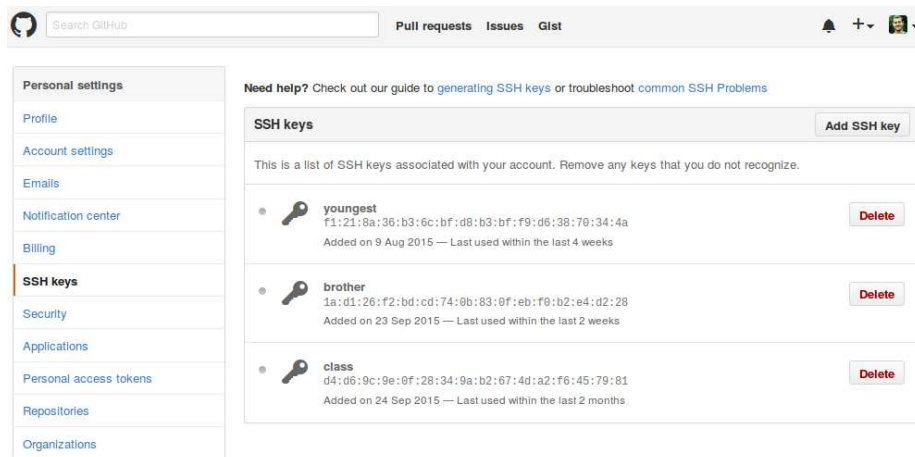 Search GitHub
Pull requests Issues Gist
Personal settings
Profile
Account settings
Emails
Notification center
Billing
SSH keys
Security
Applications
Personal access tokens
Repositories
Organizations
Need help? Check out our guide to generating SSH keys or troubleshoot common SSH Problems
SSH keys
Add SSH key
This is a list of SSH keys associated with your account. Remove any keys that you do not recognize.
youngest
f1:21:8a:36:b3:6c:bf:d8:b3:bf:f9:d6:38:70:34:4a
Added on 9 Aug 2015 — Last used within the last 4 weeks
Delete
brother
1a:d1:26:f2:bd:cd:74:0b:83:0f:eb:f0:b2:e4:d2:28
Added on 23 Sep 2015 — Last used within the last 2 weeks
Delete
class
d4:d6:9c:9e:0f:28:34:9a:b2:67:4d:a2:f6:45:79:81
Added on 24 Sep 2015 — Last used within the last 2 months
Delete